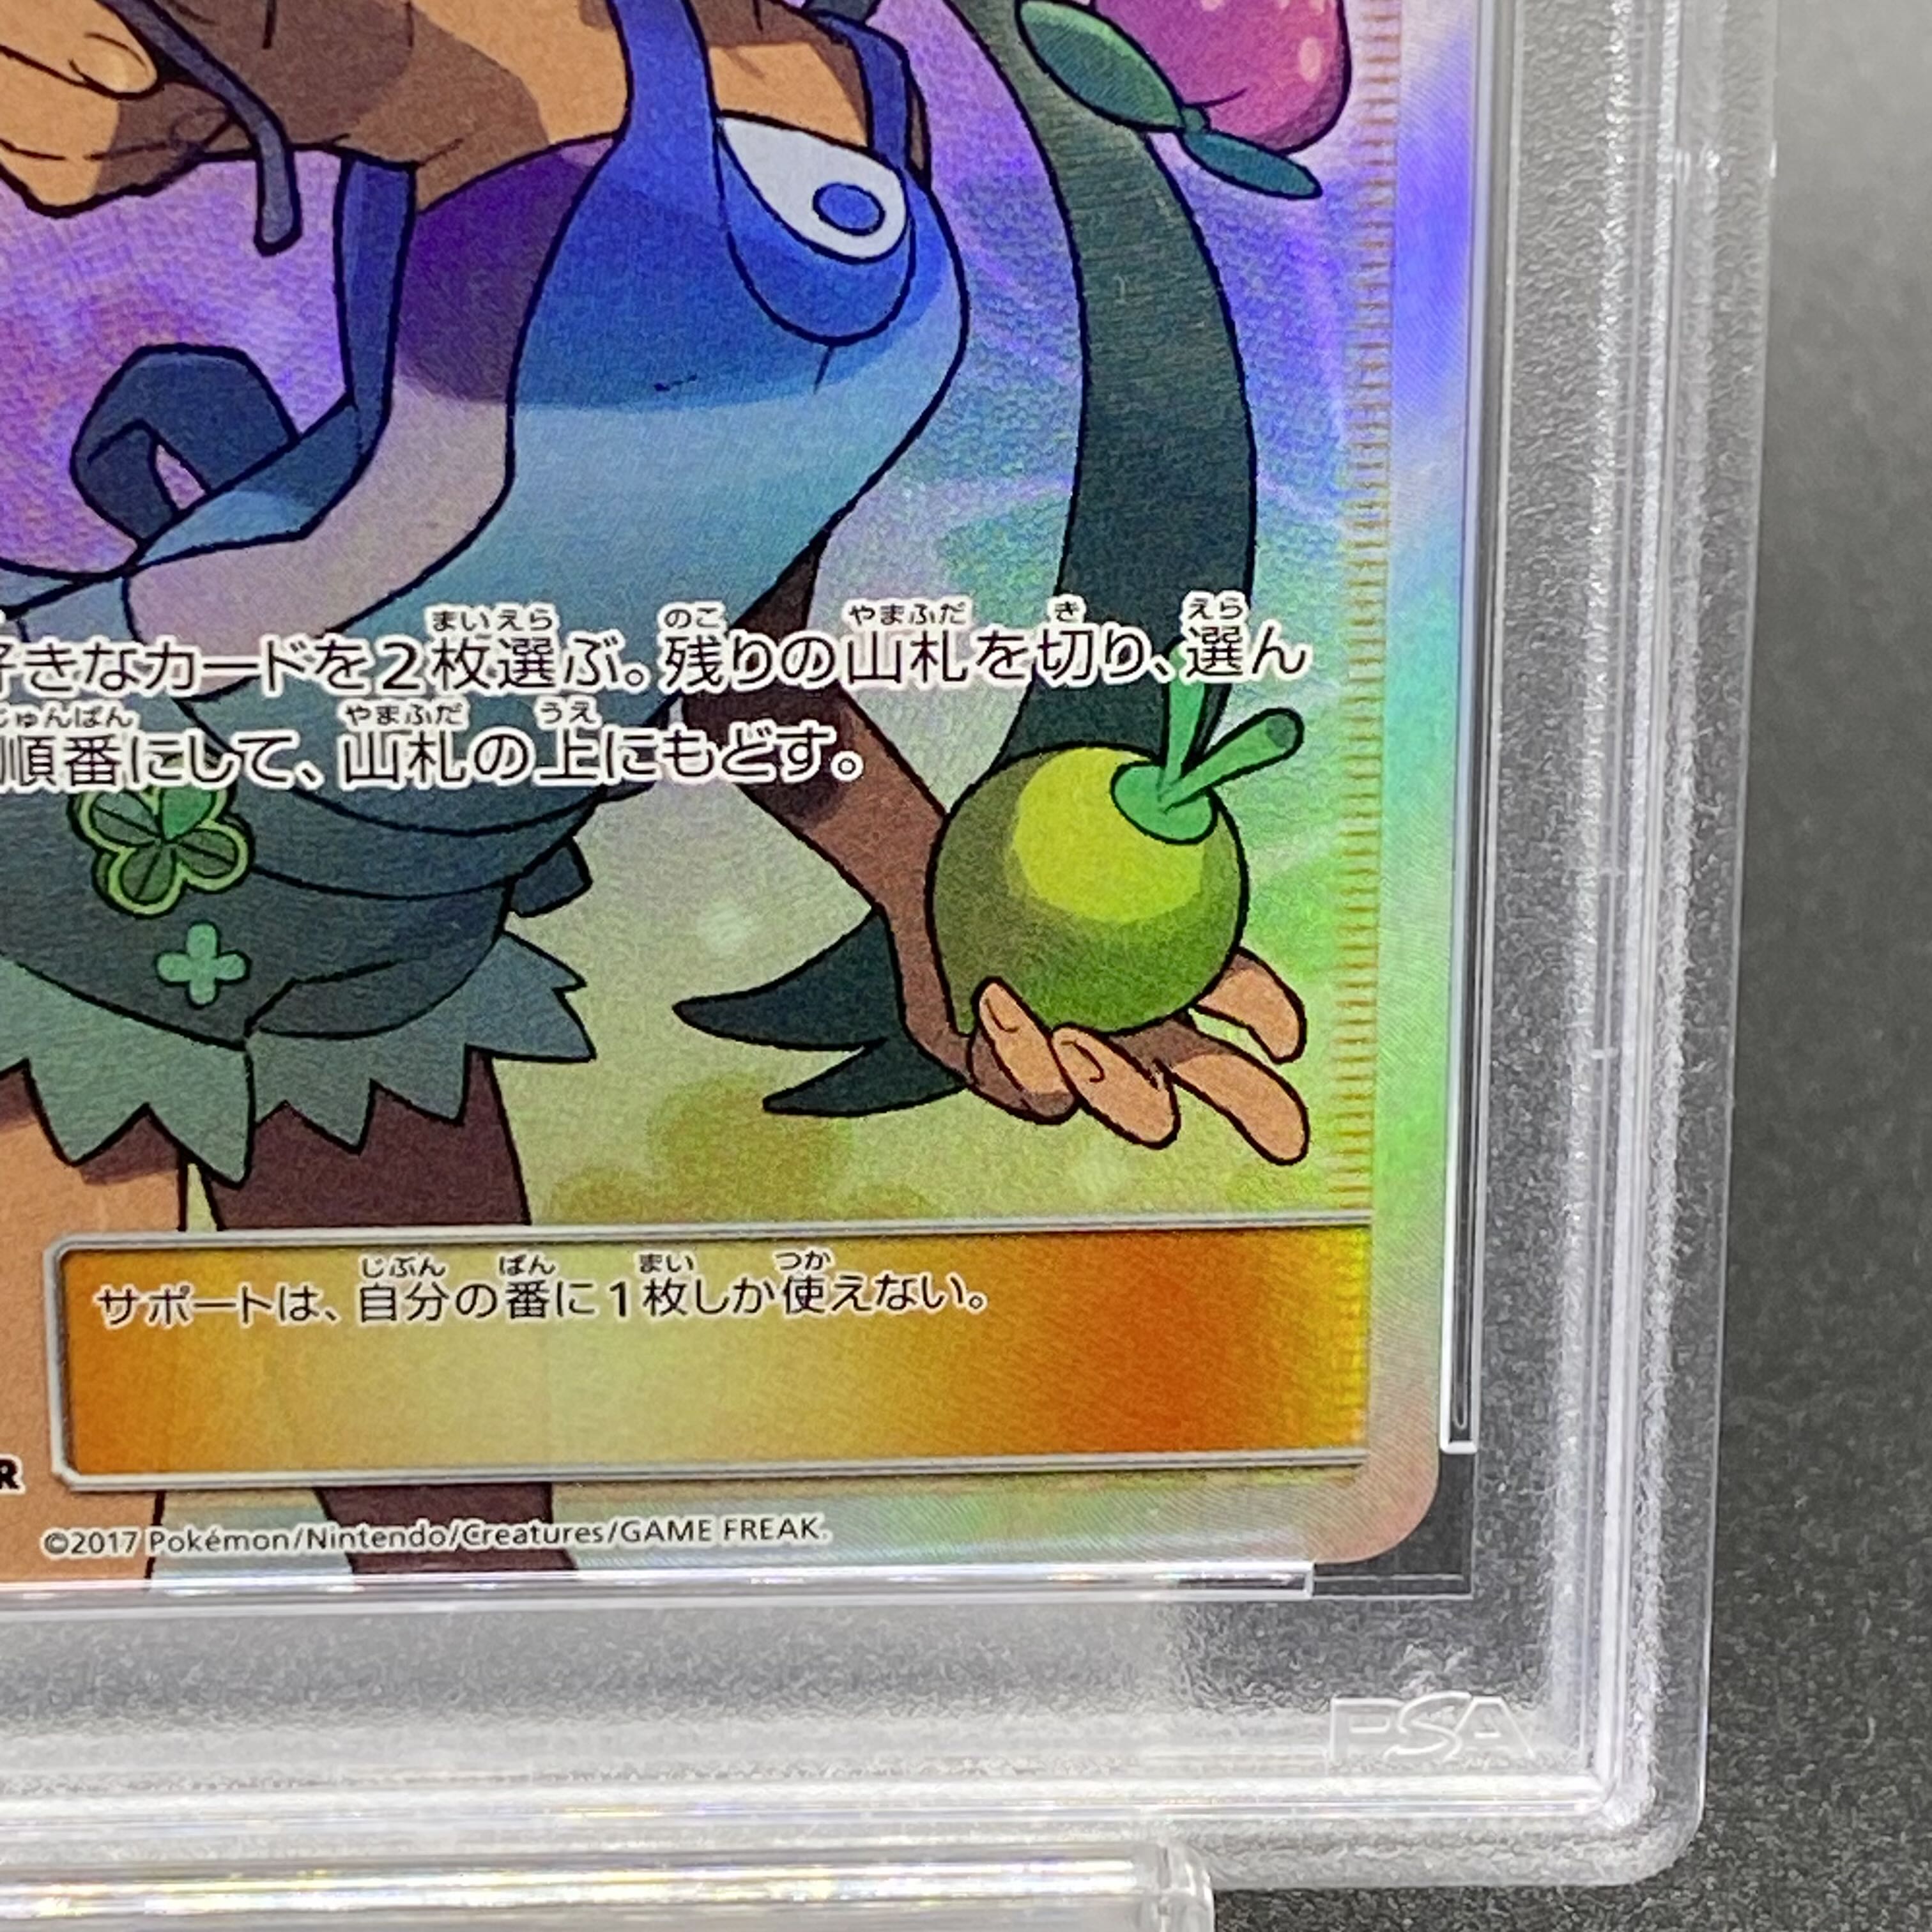 好きなカードを2枚選ぶ。残りの山札を切り、選ん
順番にして、山札の上にもどす。
サポートは、自分の番に1枚しか使えない。
R
©2017 Pokémon/Nintendo/Creatures/GAME FREAK.
PSA